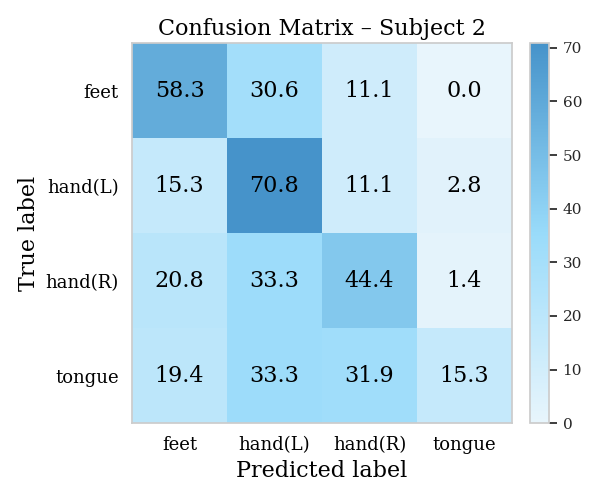 Confusion Matrix – Subject 2
True label
feet 58.3 30.6 11.1 0.0
hand(L) 15.3 70.8 11.1 2.8
hand(R) 20.8 33.3 44.4 1.4
tongue 19.4 33.3 31.9 15.3
feet hand(L) hand(R) tongue
Predicted label
70
60
50
40
30
20
10
0